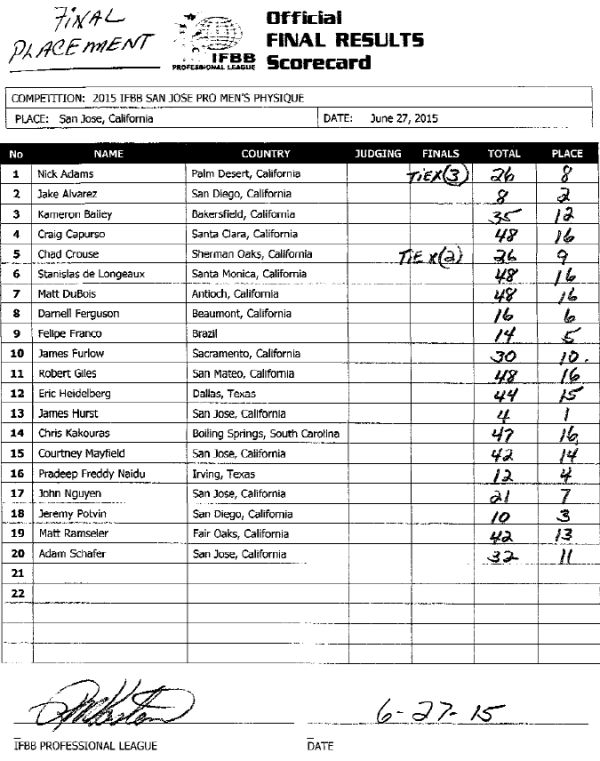 FINAL
PLACEMENT
IFBB
PROFESSIONAL LEAGUE
Official
FINAL RESULTS
Scorecard
COMPETITION: 2015 IFBB SAN JOSE PRO MEN'S PHYSIQUE
PLACE: San Jose, California DATE: June 27, 2015
No NAME COUNTRY JUDGING FINALS TOTAL PLACE
1 Nick Adams Palm Desert, California TIEX(3) 26 8
2 Jake Alvarez San Diego, California 8 2
3 Kameron Bailey Bakersfield, California 35 12
4 Craig Capurso Santa Clara, California 48 16
5 Chad Crouse Sherman Oaks, California TIE X(2) 26 9
6 Stanislas de Longeaux Santa Monica, California 48 16
7 Matt DuBois Antioch, California 48 16
8 Darnell Ferguson Beaumont, California 16 6
9 Felipe Franco Brazil 14 5
10 James Furlow Sacramento, California 30 10.
11 Robert Giles San Mateo, California 48 16
12 Eric Heidelberg Dallas, Texas 44 15
13 James Hurst San Jose, California 4 1
14 Chris Kakouras Boiling Springs, South Carolina 47 16
15 Courtney Mayfield San Jose, California 42 14
16 Pradeep Freddy Naidu Irving, Texas 12 4
17 John Nguyen San Jose, California 21 7
18 Jeremy Potvin San Diego, California 10 3
19 Matt Ramseler Fair Oaks, California 42 13
20 Adam Schafer San Jose, California 32 11
21
22
6-27-15
IFBB PROFESSIONAL LEAGUE DATE